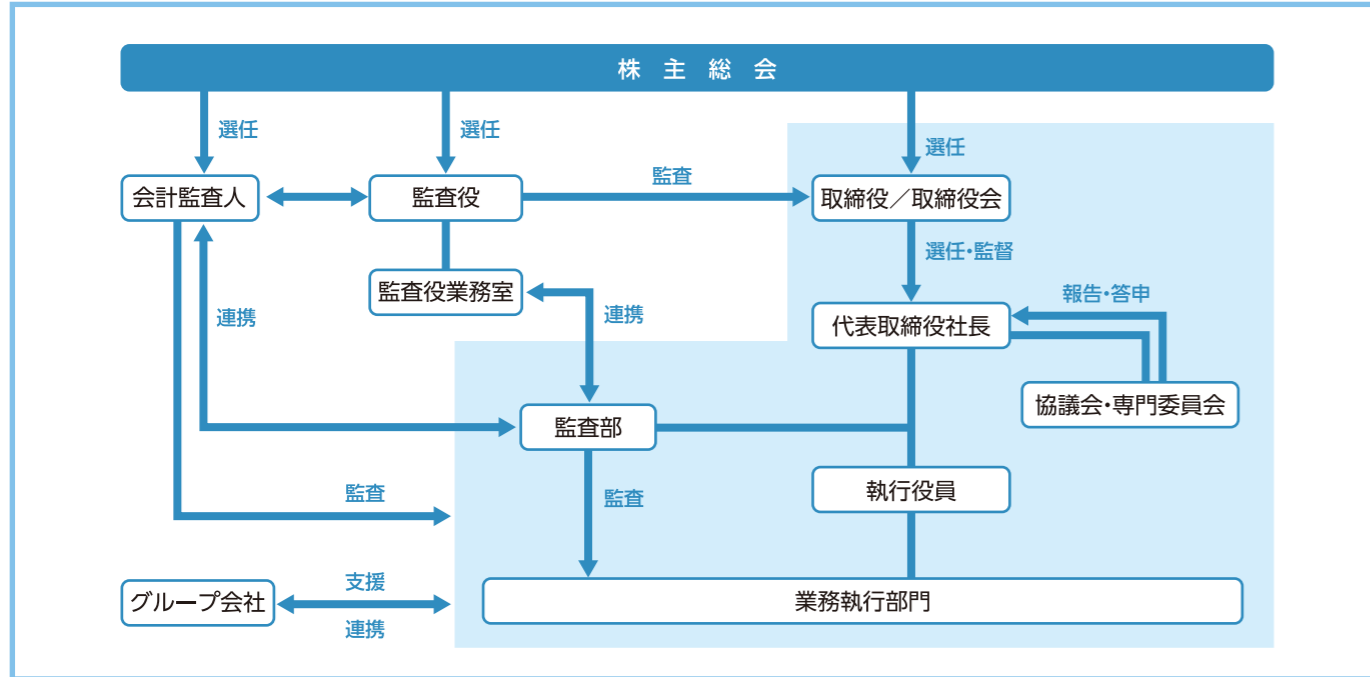 株主総会
選任
選任
選任
会計監査人
監査役
監査
取締役／取締役会
選任・監督
監査役業務室
連携
連携
報告・答申
代表取締役社長
協議会・専門委員会
監査部
執行役員
監査
監査
支援
グループ会社
連携
業務執行部門